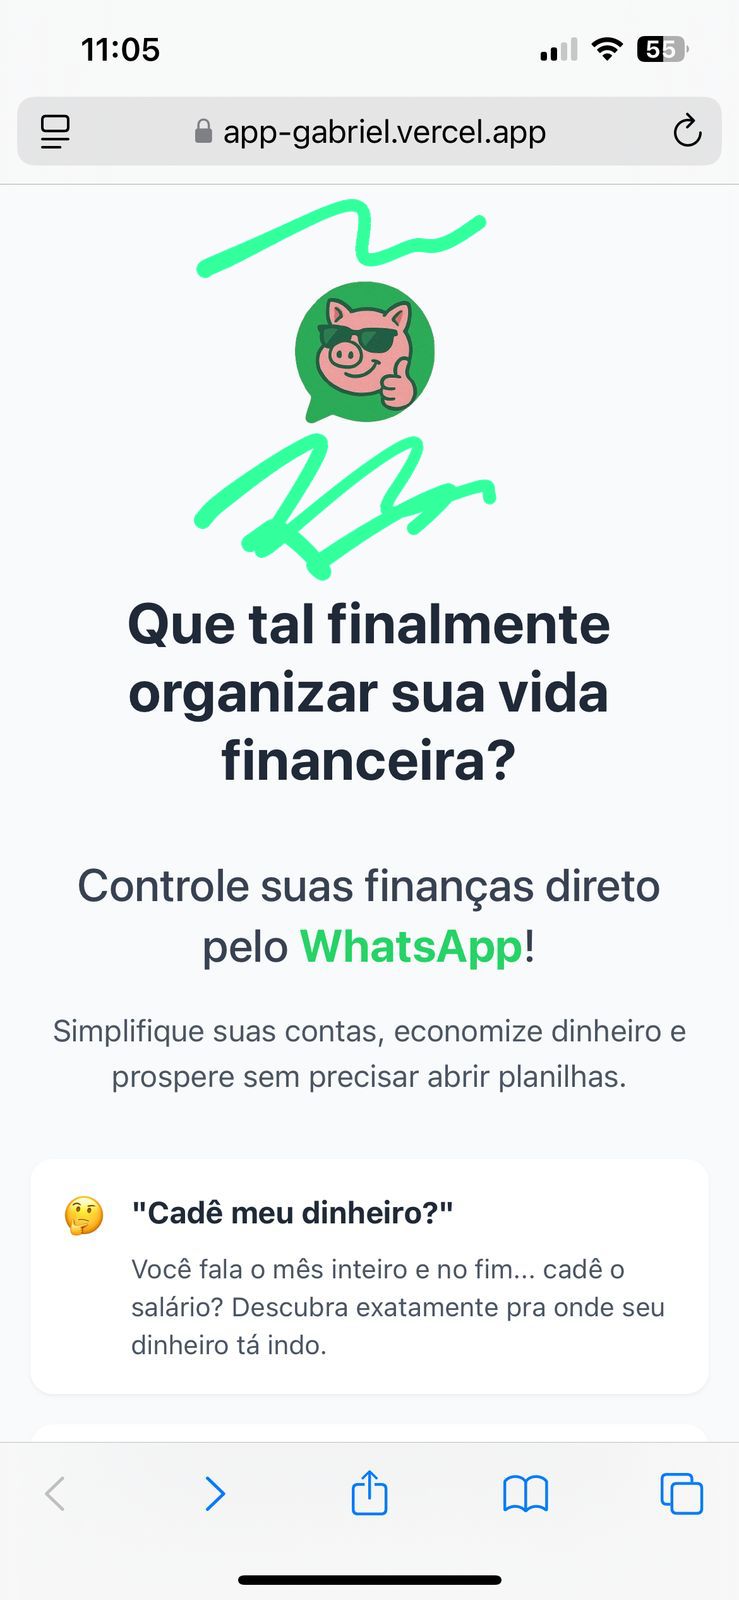 11:05
55
app-gabriel.vercel.app
Que tal finalmente
organizar sua vida
financeira?
Controle suas finanças direto
pelo WhatsApp!
Simplifique suas contas, economize dinheiro e
prospere sem precisar abrir planilhas.
"Cadê meu dinheiro?"
Você fala o mês inteiro e no fim... cadê o
salário? Descubra exatamente pra onde seu
dinheiro tá indo.